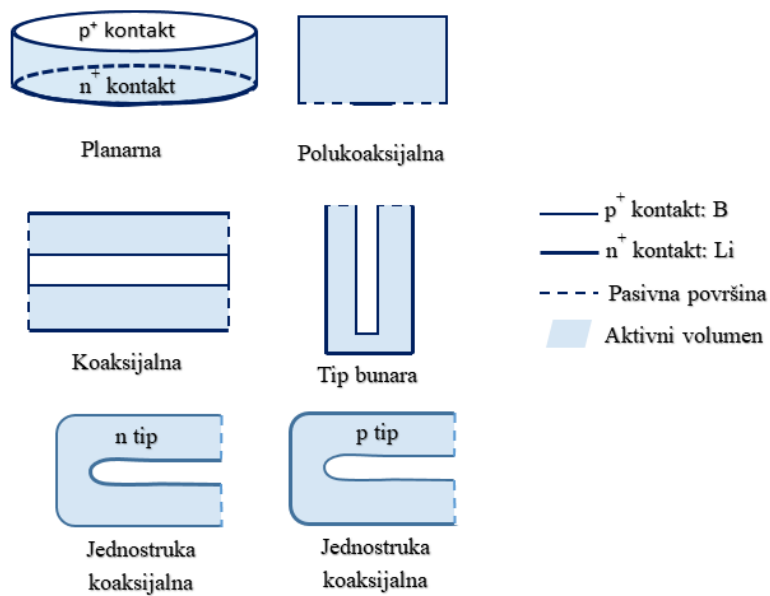 p⁺ kontakt
n⁺ kontakt
Planarna
Polukoaksijalna
Koaksijalna
Tip bunara
p⁺ kontakt: B
n⁺ kontakt: Li
Pasivna površina
Aktivni volumen
n tip
Jednostruka
koaksijalna
p tip
Jednostruka
koaksijalna